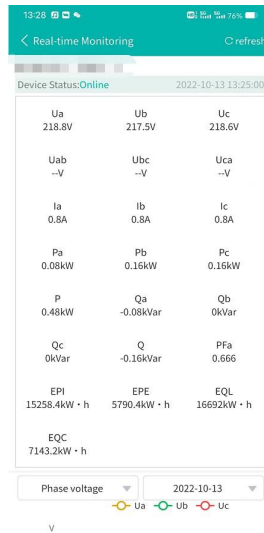 13:28 76%
Real-time Monitoring refresh
Device Status:Online 2022-10-13 13:25:00
Ua Ub Uc
218.8V 217.5V 218.6V
Uab Ubc Uca
--V --V --V
Ia Ib Ic
0.8A 0.8A 0.8A
Pa Pb Pc
0.08kW 0.16kW 0.16kW
P Qa Qb
0.48kW -0.08kVar 0kVar
Qc Q PFa
0kVar -0.16kVar 0.666
EPI EPE EQL
15258.4kW·h 5790.4kW·h 16692kW·h
EQC
7143.2kW·h
Phase voltage 2022-10-13
Ua Ub Uc
V